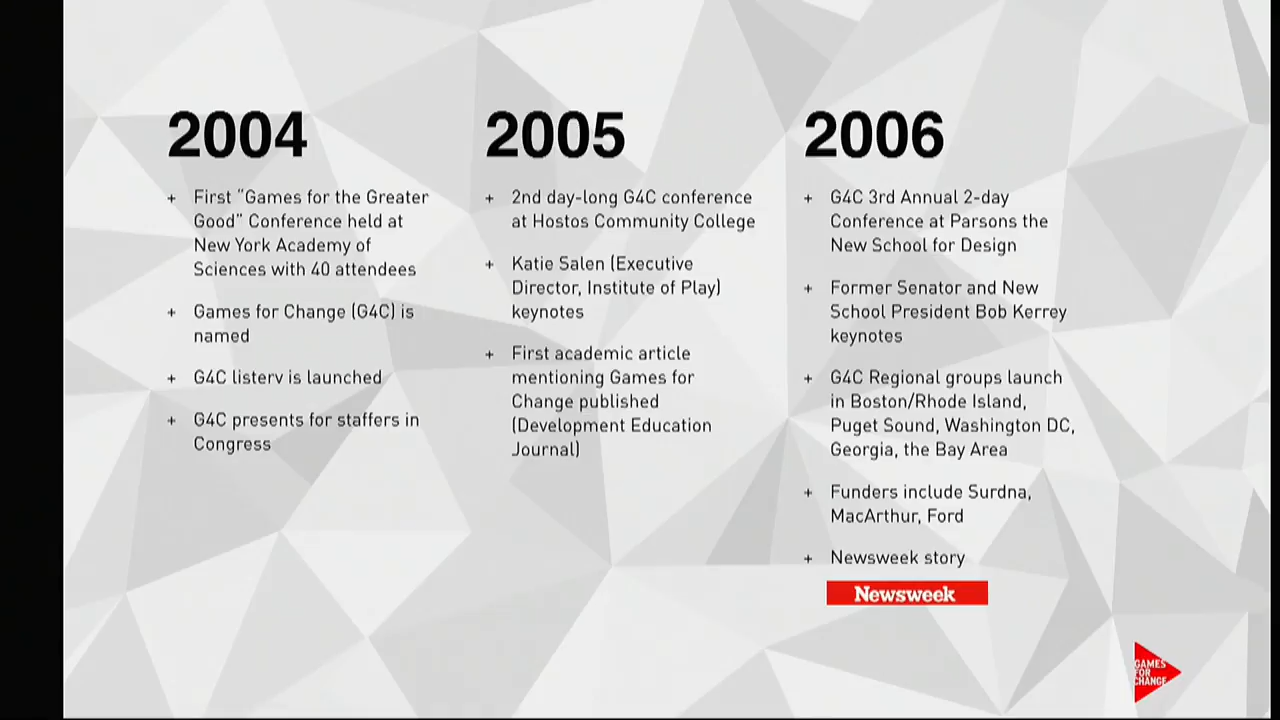 2004
+ First "Games for the Greater
Good" Conference held at
New York Academy of
Sciences with 40 attendees
+ Games for Change (G4C) is
named
+ G4C listerv is launched
+ G4C presents for staffers in
Congress
2005
+ 2nd day-long G4C conference
at Hostos Community College
+ Katie Salen (Executive
Director, Institute of Play)
keynotes
+ First academic article
mentioning Games for
Change published
(Development Education
Journal)
2006
+ G4C 3rd Annual 2-day
Conference at Parsons the
New School for Design
+ Former Senator and New
School President Bob Kerrey
keynotes
+ G4C Regional groups launch
in Boston/Rhode Island,
Puget Sound, Washington DC,
Georgia, the Bay Area
+ Funders include Surdna,
MacArthur, Ford
+ Newsweek story
Newsweek
GAMES
FOR
CHANGE